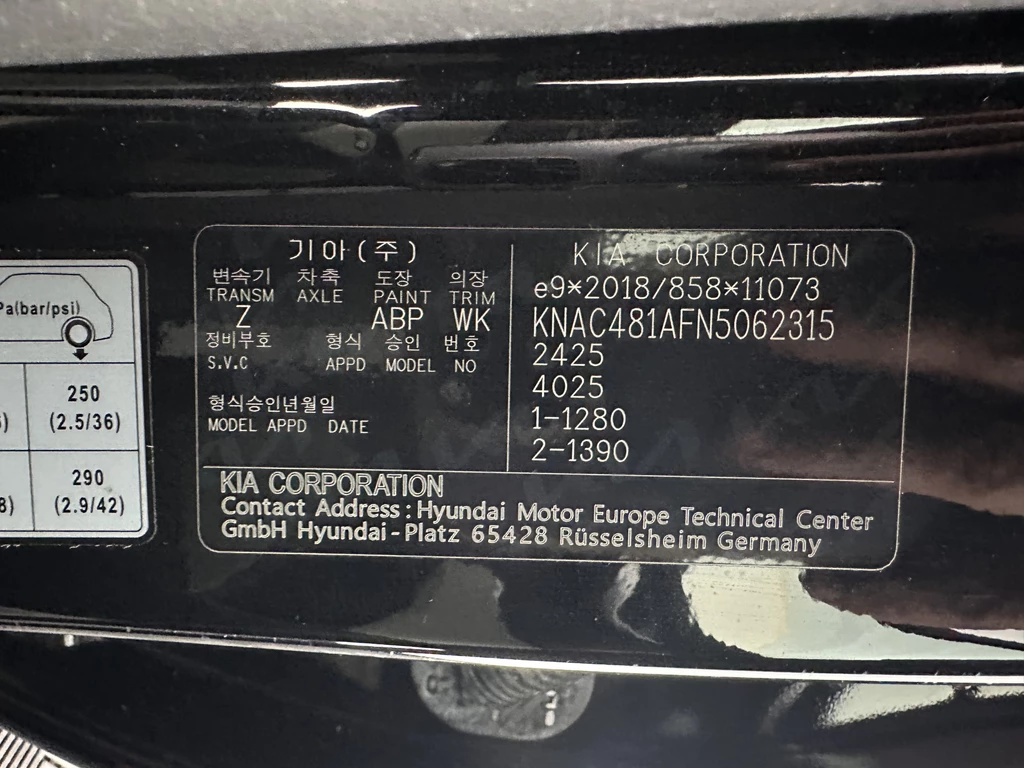 Pa(bar/psi)
250
(2.5/36)
290
(2.9/42)
기아(주)
변속기 차축 도장 의장
TRANSM AXLE PAINT TRIM
Z ABP WK
정비부호 형식 승인 번호
S.V.C APPD MODEL NO
형식승인년월일
MODEL APPD DATE
KIA CORPORATION
e9*2018/858*11073
KNAC481AFN5062315
2425
4025
1-1280
2-1390
KIA CORPORATION
Contact Address : Hyundai Motor Europe Technical Center
GmbH Hyundai-Platz 65428 Rüsselsheim Germany